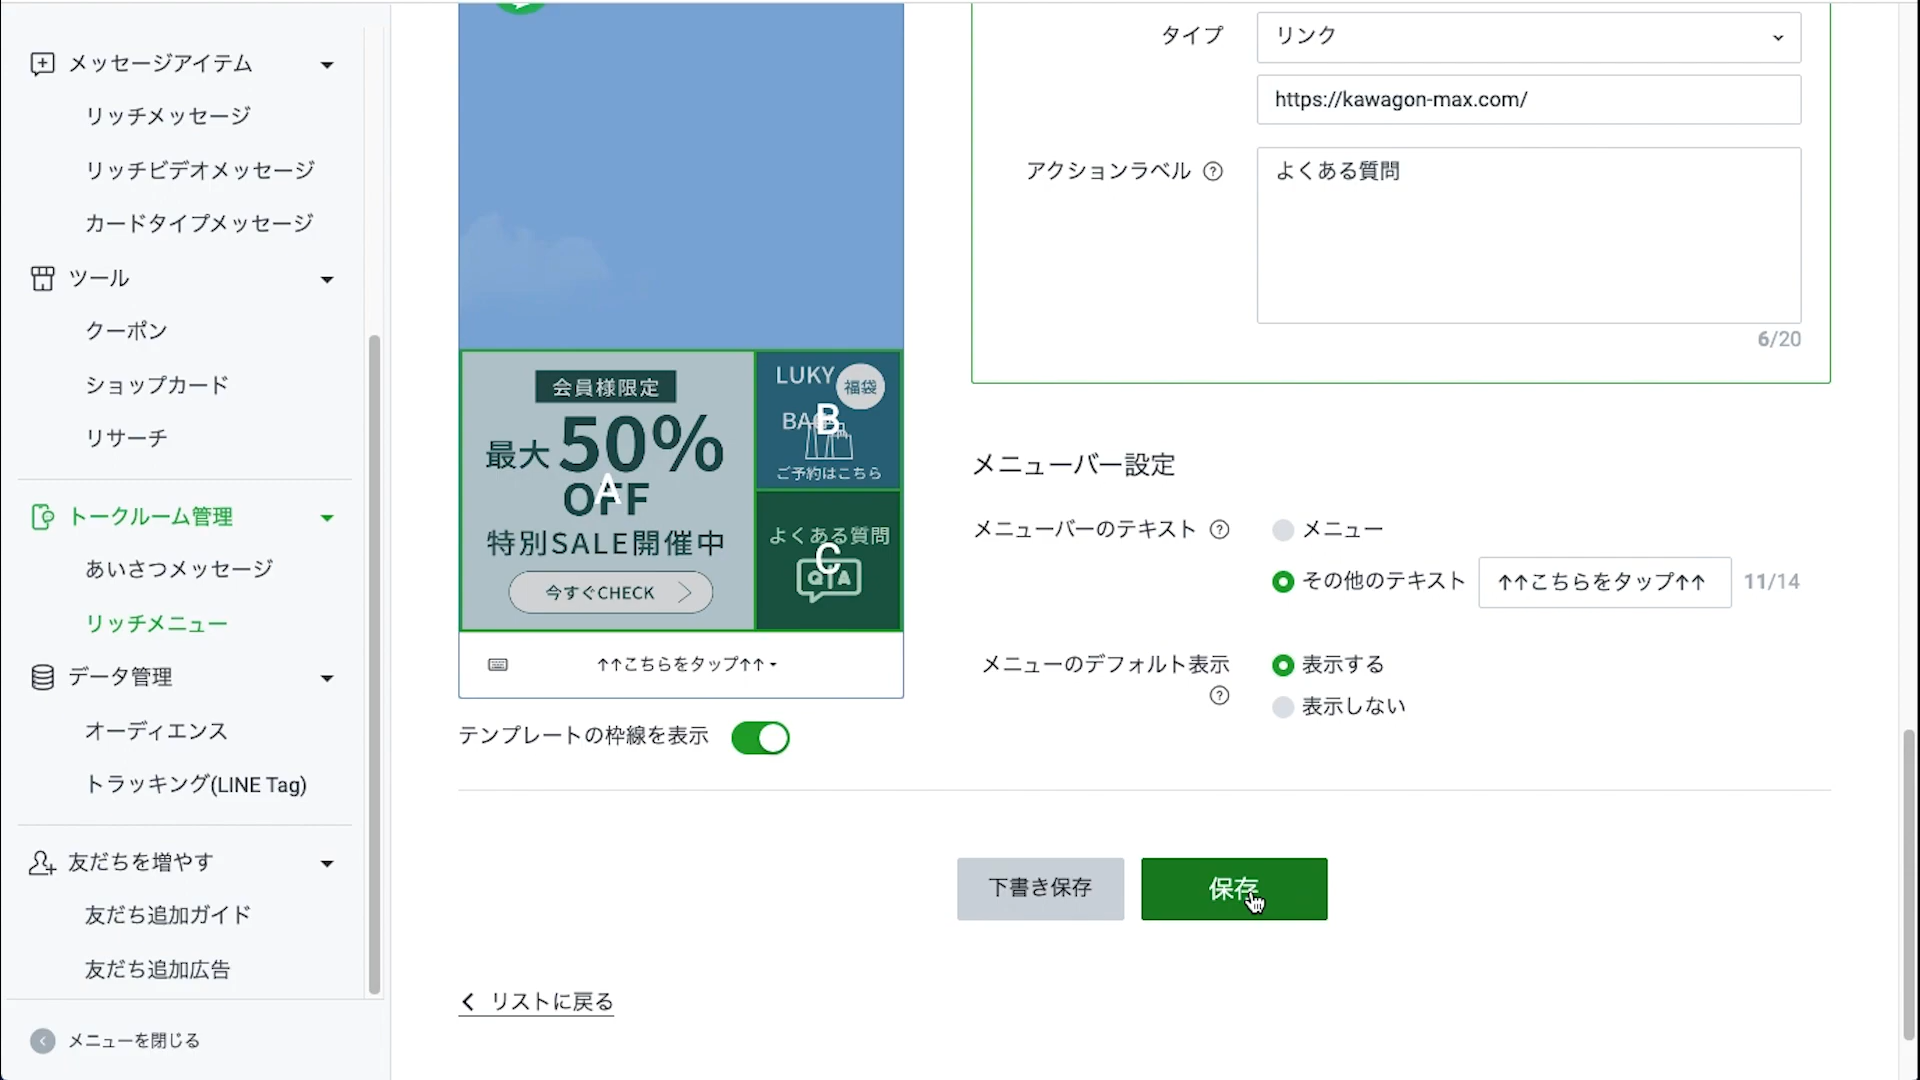 メッセージアイテム
リッチメッセージ
リッチビデオメッセージ
カードタイプメッセージ
ツール
クーポン
ショップカード
リサーチ
トークルーム管理
あいさつメッセージ
リッチメニュー
データ管理
オーディエンス
トラッキング(LINE Tag)
友だちを増やす
友だち追加ガイド
友だち追加広告
メニューを閉じる
会員様限定
最大50%
OFF
A
特別SALE開催中
今すぐCHECK
LUKY
福袋
B
ご予約はこちら
よくある質問
C
↑↑こちらをタップ↑↑
テンプレートの枠線を表示
タイプ
リンク
https://kawagon-max.com/
アクションラベル
よくある質問
6/20
メニューバー設定
メニューバーのテキスト
メニュー
その他のテキスト
↑↑こちらをタップ↑↑
11/14
メニューのデフォルト表示
表示する
表示しない
下書き保存
保存
リストに戻る